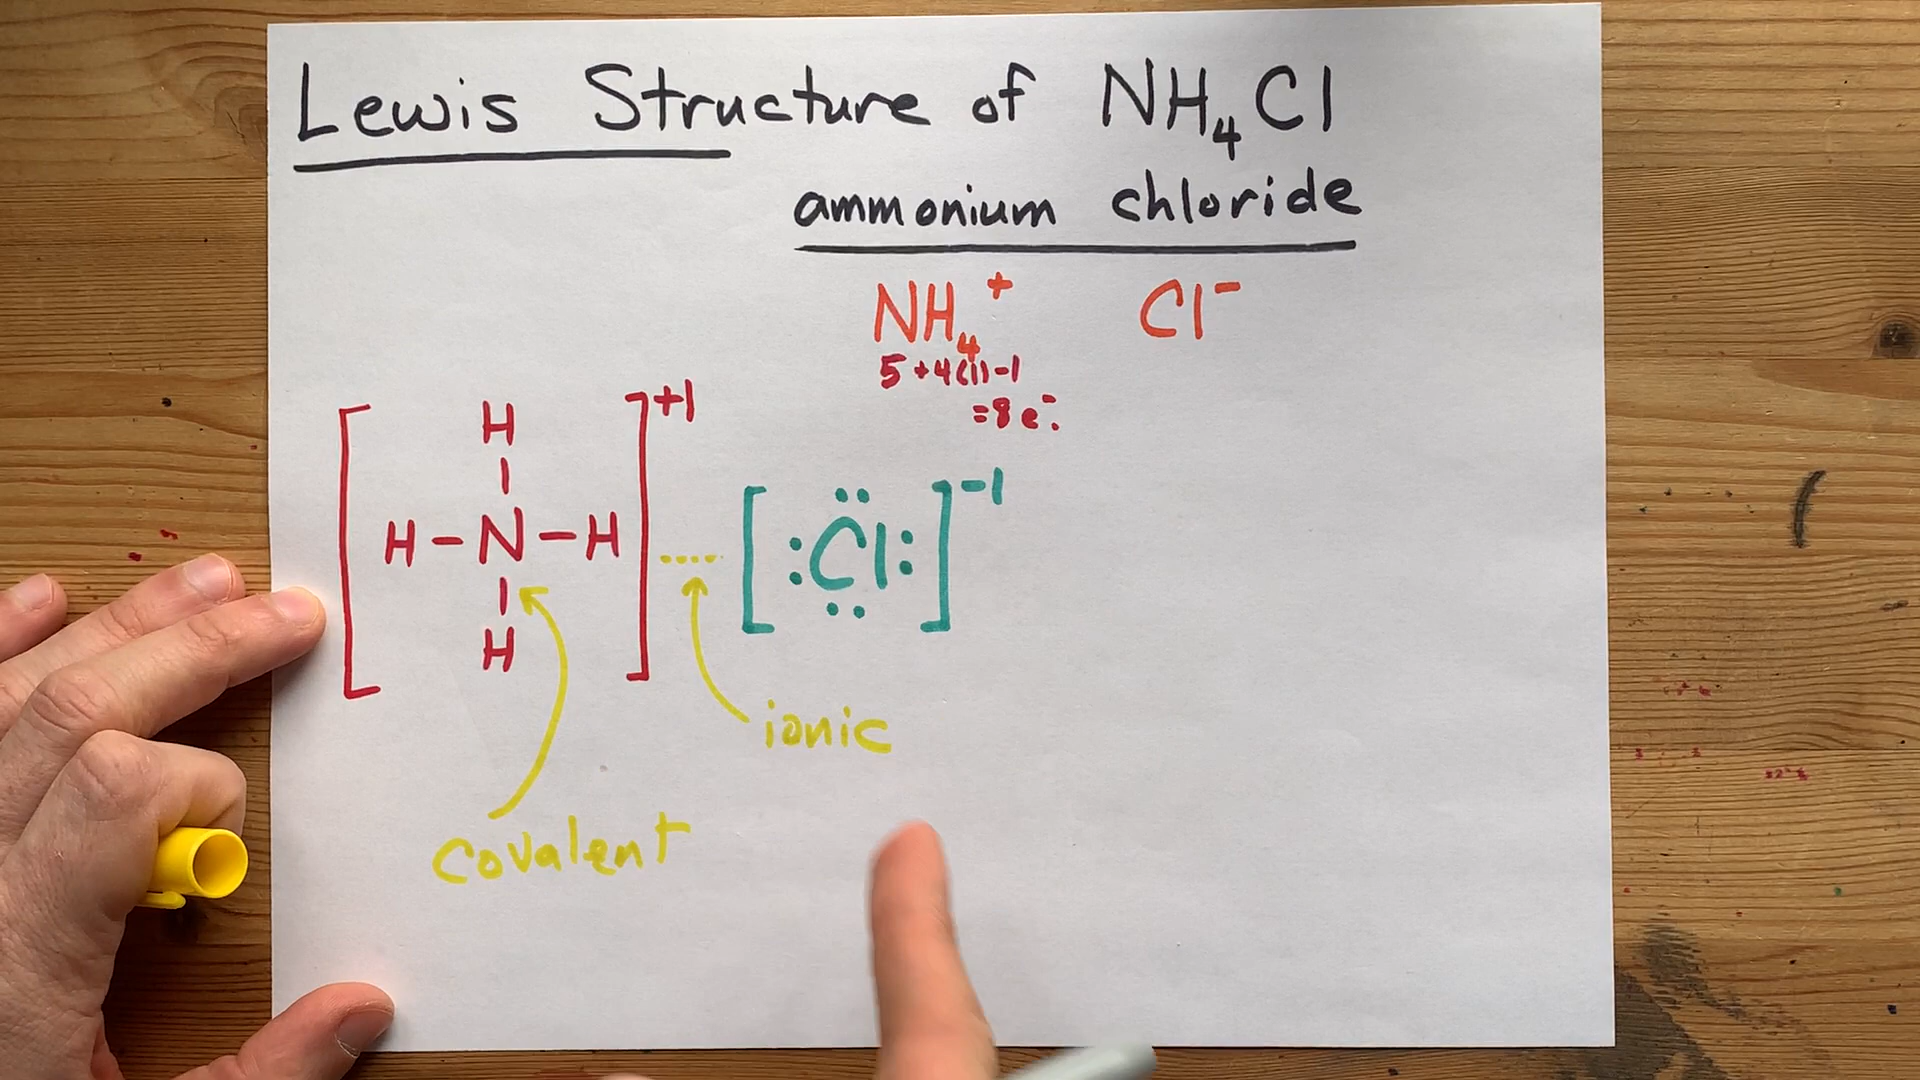 Lewis Structure of NH₄Cl
ammonium chloride
NH₄⁺ Cl⁻
5+4(1)-1
=8e⁻.
[ ]+1
H
|
H-N-H
|
H
.... [:Cl:]-1
ionic
covalent